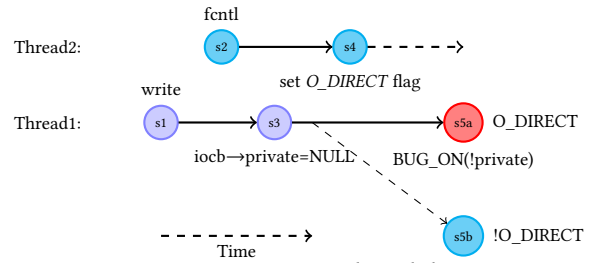 fcntl
Thread2: s2 s4
set O_DIRECT flag
write
Thread1: s1 s3 s5a O_DIRECT
iocb→private=NULL BUG_ON(!private)
s5b !O_DIRECT
Time